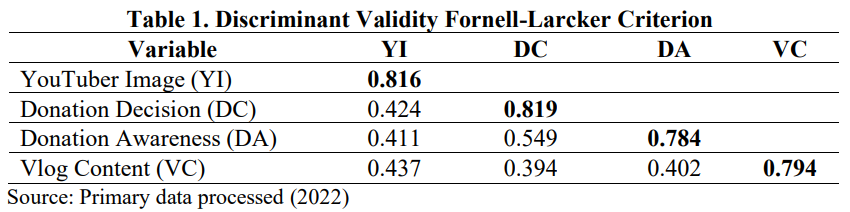 Table 1. Discriminant Validity Fornell-Larcker Criterion
Variable YI DC DA VC
YouTuber Image (YI) 0.816
Donation Decision (DC) 0.424 0.819
Donation Awareness (DA) 0.411 0.549 0.784
Vlog Content (VC) 0.437 0.394 0.402 0.794
Source: Primary data processed (2022)